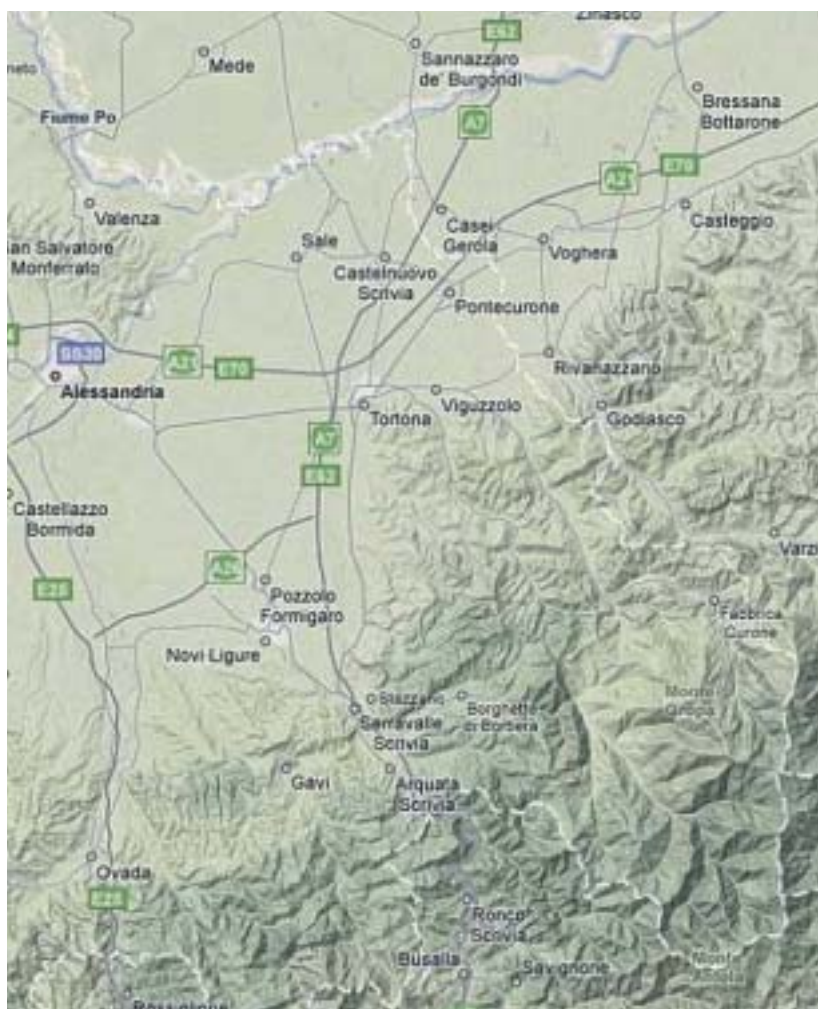 Zinasco
E62
Mede
Sannazzaro
de' Burgondi
Bressana
Bottarone
Fiume Po
A7
E70
A21
Valenza
Casei
Gerola
Casteggio
San Salvatore
Monferrato
Sale
Voghera
Castelnuovo
Scrivia
Pontecurone
A21
E70
Rivanazzano
Alessandria
Tortona
Viguzzolo
Godiasco
A7
E62
Castellazzo
Bormida
Varzi
A26
E25
Pozzolo
Formigaro
Fabbrica
Curone
Novi Ligure
Stazzano
Borghetto
di Borbera
Serravalle
Scrivia
Monte
Gavi
Arquata
Scrivia
Ovada
E25
Ronco
Scrivia
Busalla
Savignone
Monte
Rossiglione